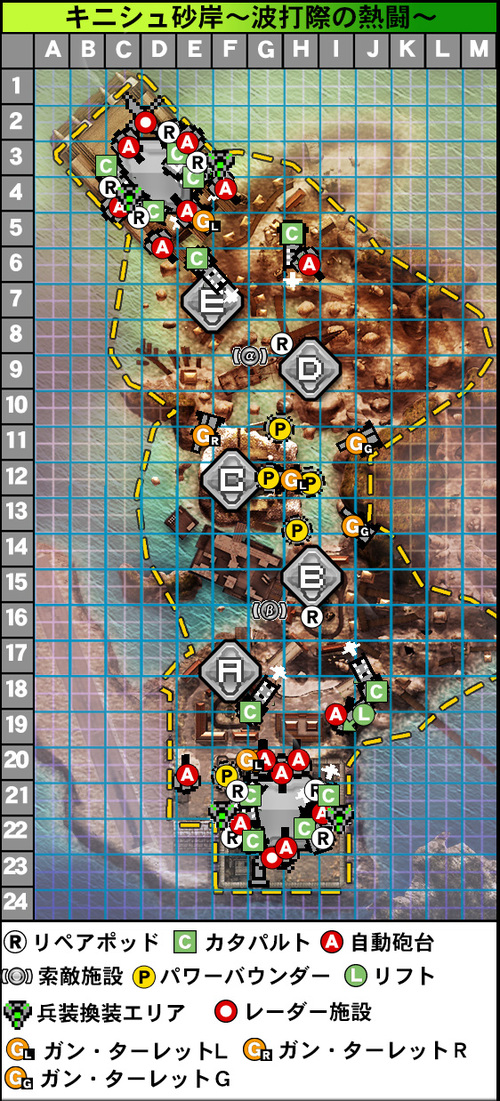 キニシュ砂岸～波打際の熱闘～
A B C D E F G H I J K L M
1
2
R
A R A
3
C C R
4
R C A
A R C A G L
5
C
A
6
C A
7
E
8
R
(α)
9
D
10
P
11
G R G G
12
C P G L P
13
P G G
14
15
B
16
(β) R
17
A
18
C
C
19
A L
20
G L A A
A P A
21
R C R C
22
A A
R C C R
23
A
24
R リペアポッド C カタパルト A 自動砲台
索敵施設 P パワーバウンダー L リフト
兵装換装エリア レーダー施設
G L ガン・ターレットL G R ガン・ターレットR
G G ガン・ターレットG